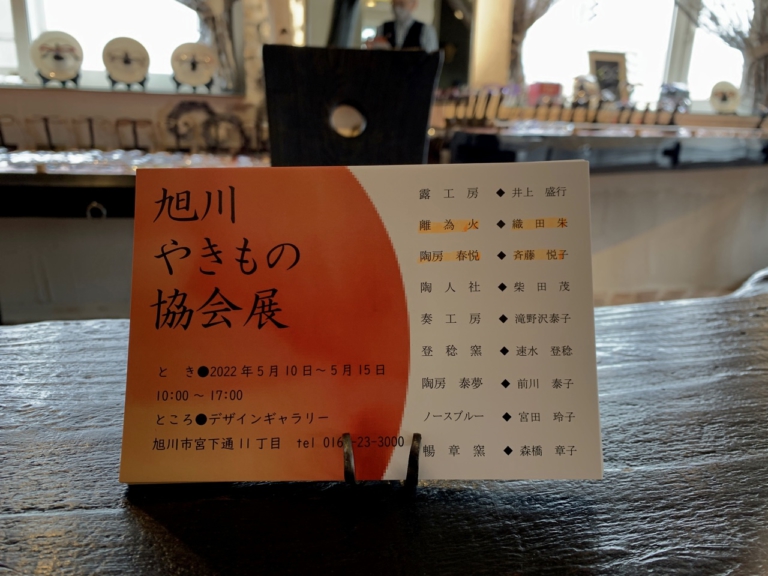 旭川
やきもの
協会展
とき●2022年5月10日～5月15日
10:00～17:00
ところ●デザインギャラリー
旭川市宮下通11丁目 tel 016 -23-3000
露工房◆井上 盛行
離為火◆織田朱
陶房 春悦◆斉藤 悦子
陶人社◆柴田茂
奏工房◆滝野沢泰子
登稔窯◆速水 登稔
陶房 泰夢◆前川 泰子
ノースブルー◆宮田 玲子
暢章窯◆森橋 章子